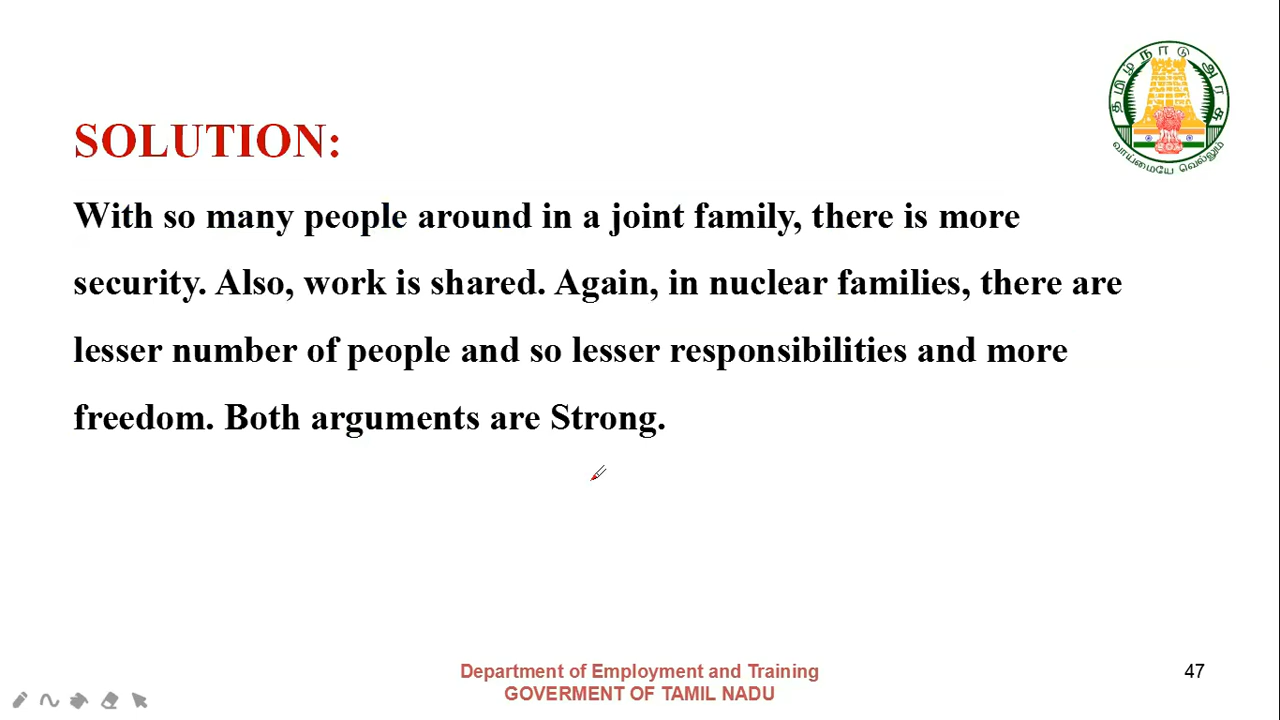 தமிழ்நாடு அரசு
வாய்மையே வெல்லும்
SOLUTION:
With so many people around in a joint family, there is more
security. Also, work is shared. Again, in nuclear families, there are
lesser number of people and so lesser responsibilities and more
freedom. Both arguments are Strong.
Department of Employment and Training
GOVERMENT OF TAMIL NADU
47